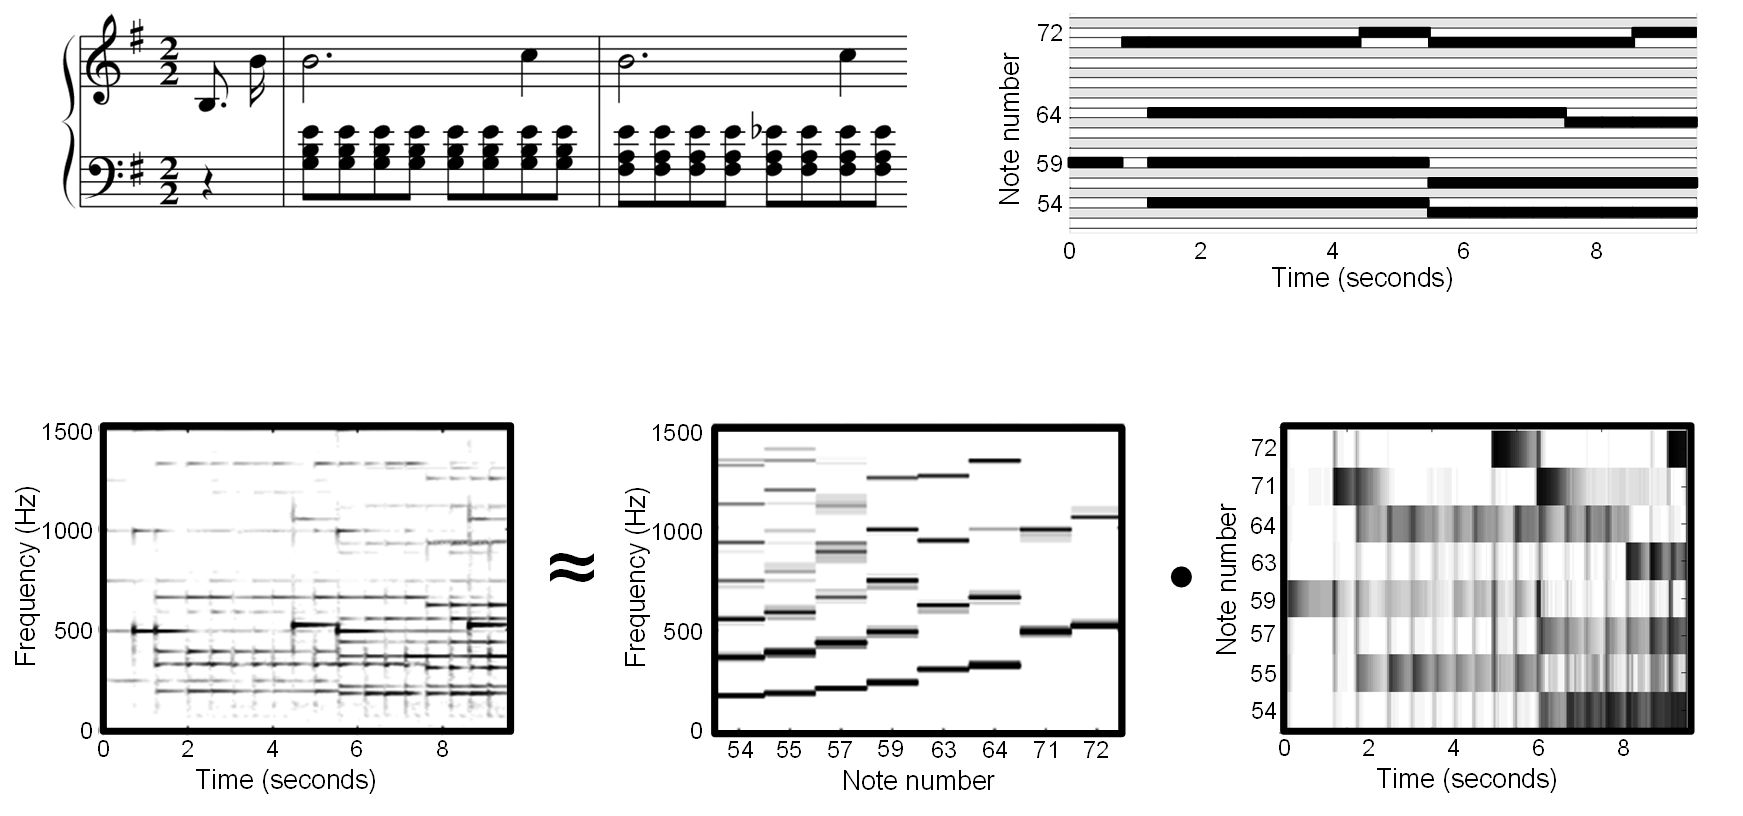 2 2
2 2
72
64
59
54
Note number
0 2 4 6 8
Time (seconds)
1500
1000
500
0
Frequency (Hz)
0 2 4 6 8
Time (seconds)
≈
1500
1000
500
0
Frequency (Hz)
54 55 57 59 63 64 71 72
Note number
•
72
71
64
63
59
57
55
54
Note number
0 2 4 6 8
Time (seconds)